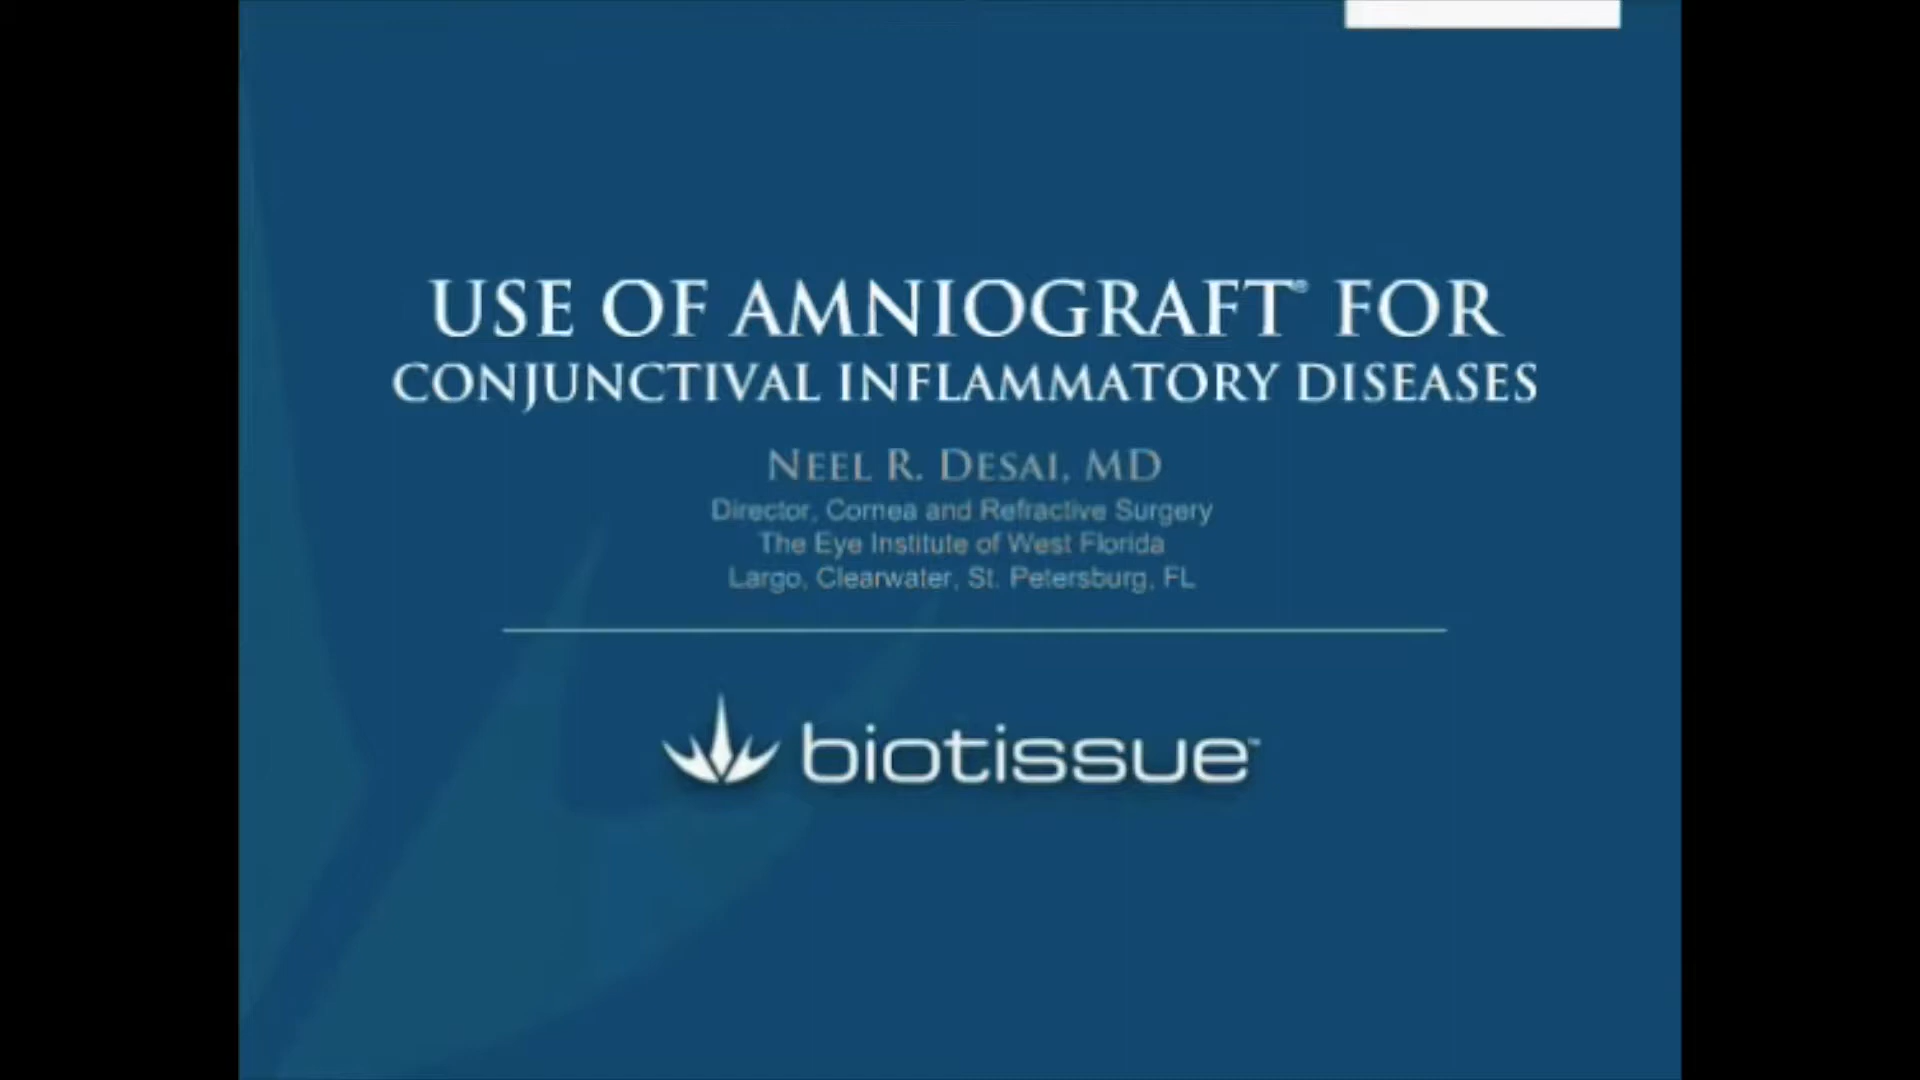 USE OF AMNIOGRAFT® FOR
CONJUNCTIVAL INFLAMMATORY DISEASES
NEEL R. DESAI, MD
Director, Cornea and Refractive Surgery
The Eye Institute of West Florida
Largo, Clearwater, St. Petersburg, FL
biotissue™